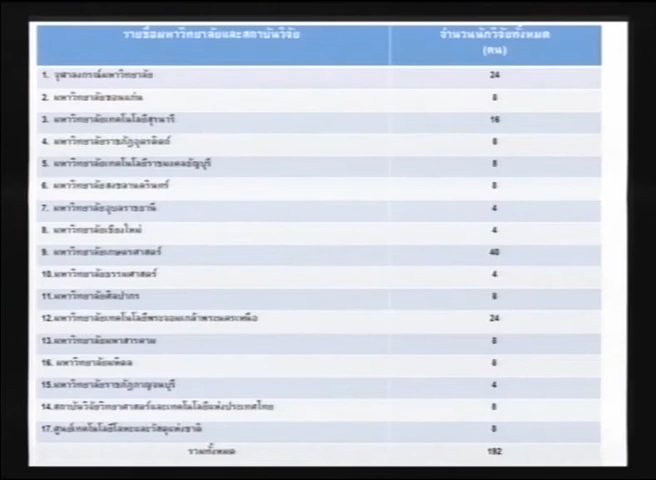 รายชื่อมหาวิทยาลัยและสถาบันวิจัย
จำนวนนักวิจัยทั้งหมด
(คน)
1. จุฬาลงกรณ์มหาวิทยาลัย 24
2. มหาวิทยาลัยขอนแก่น 8
3. มหาวิทยาลัยเทคโนโลยีสุรนารี 16
4. มหาวิทยาลัยราชภัฏอุตรดิตถ์ 8
5. มหาวิทยาลัยเทคโนโลยีราชมงคลธัญบุรี 8
6. มหาวิทยาลัยสงขลานครินทร์ 8
7. มหาวิทยาลัยอุบลราชธานี 4
8. มหาวิทยาลัยเชียงใหม่ 4
9. มหาวิทยาลัยเกษตรศาสตร์ 40
10.มหาวิทยาลัยธรรมศาสตร์ 4
11.มหาวิทยาลัยศิลปากร 8
12.มหาวิทยาลัยเทคโนโลยีพระจอมเกล้าพระนครเหนือ 24
13.มหาวิทยาลัยมหาสารคาม 8
16. มหาวิทยาลัยมหิดล 8
15.มหาวิทยาลัยราชภัฏกาญจนบุรี 4
14.สถาบันวิจัยวิทยาศาสตร์และเทคโนโลยีแห่งประเทศไทย 8
17.ศูนย์เทคโนโลยีโลหะและวัสดุแห่งชาติ 8
รวมทั้งหมด 192